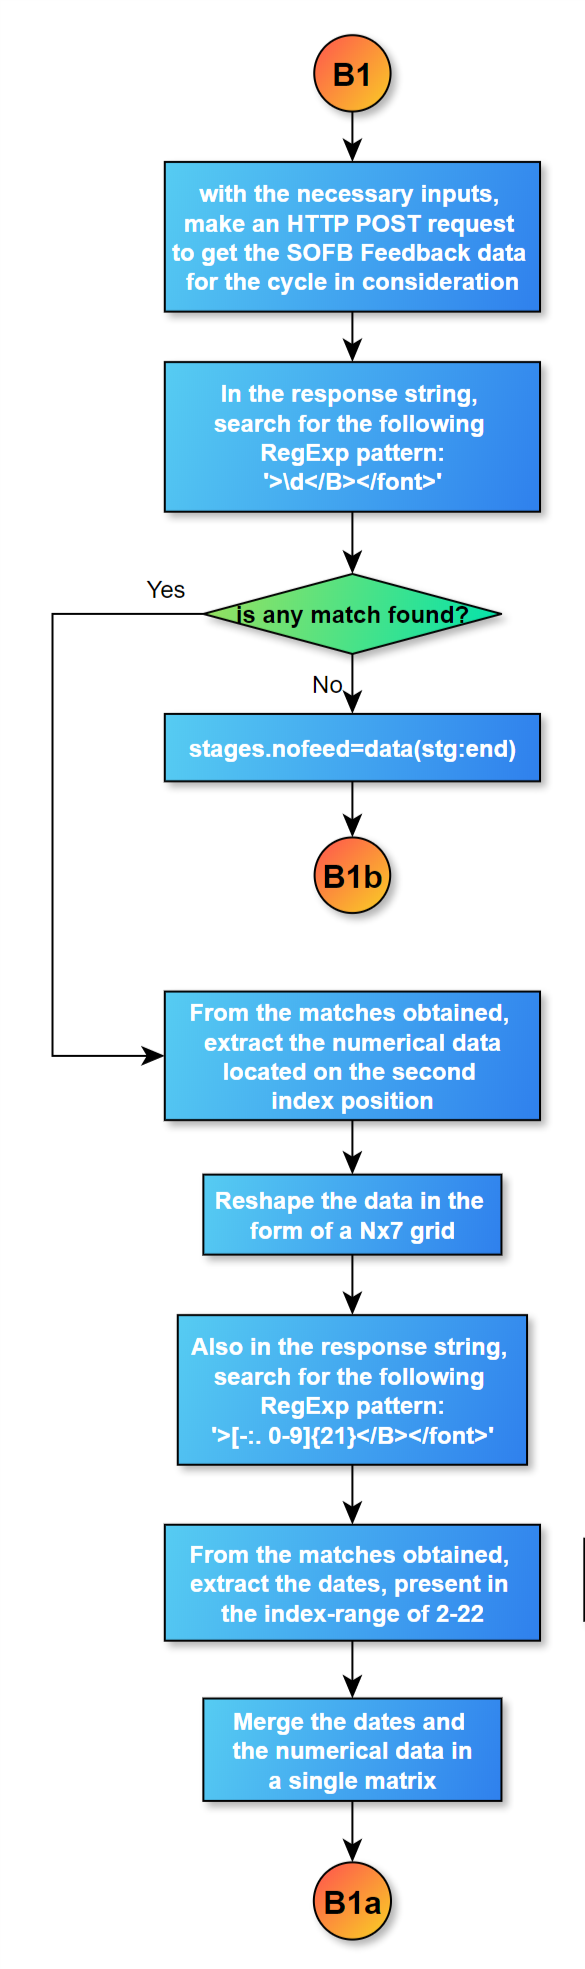 B1
with the necessary inputs,
make an HTTP POST request
to get the SOFB Feedback data
for the cycle in consideration
In the response string,
search for the following
RegExp pattern:
'>\d</B></font>'
Yes
is any match found?
No
stages.nofeed=data(stg:end)
B1b
From the matches obtained,
extract the numerical data
located on the second
index position
Reshape the data in the
form of a Nx7 grid
Also in the response string,
search for the following
RegExp pattern:
'>[-:. 0-9]{21}</B></font>'
From the matches obtained,
extract the dates, present in
the index-range of 2-22
Merge the dates and
the numerical data in
a single matrix
B1a